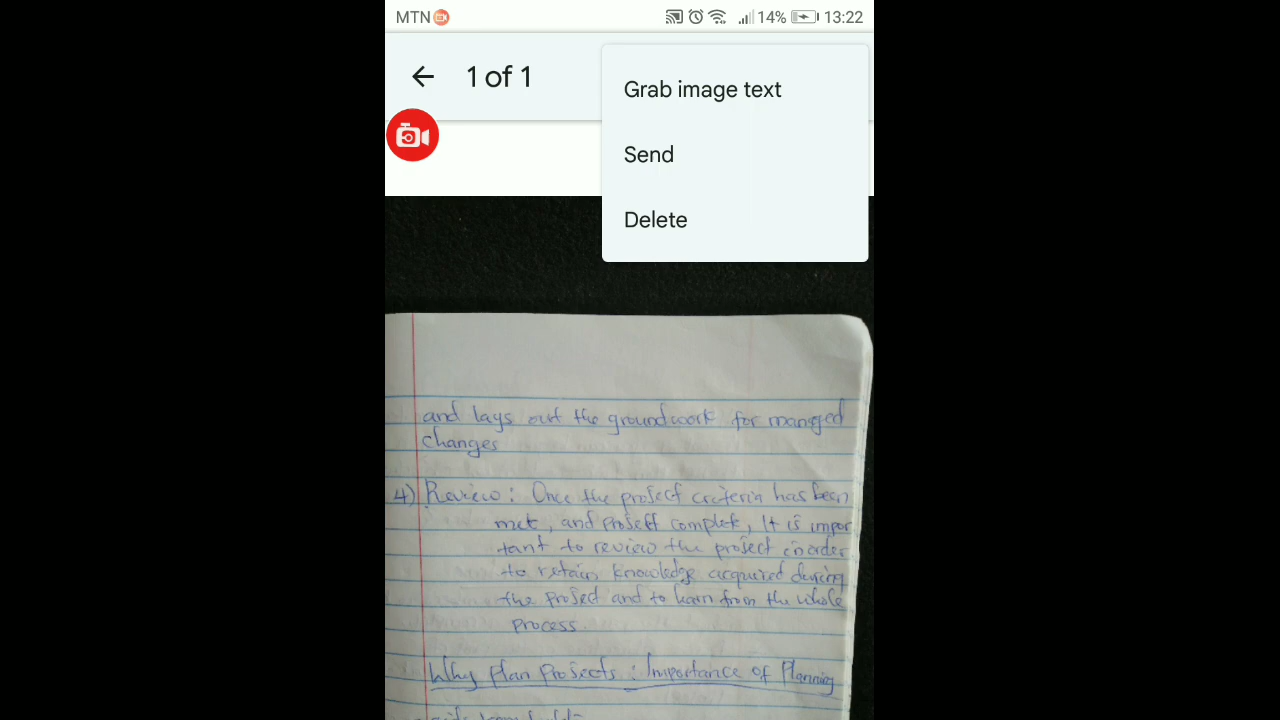 MTN 14% 13:22
1 of 1
Grab image text
Send
Delete
and lays out the groundwork for manged
changes
4) Review: Once the project criteria has been
met, and project complete, It is impor
tant to review the project in order
to retain knowledge acquired during
the project and to learn from the whole
process.
Why plan projects: Importance of Planning